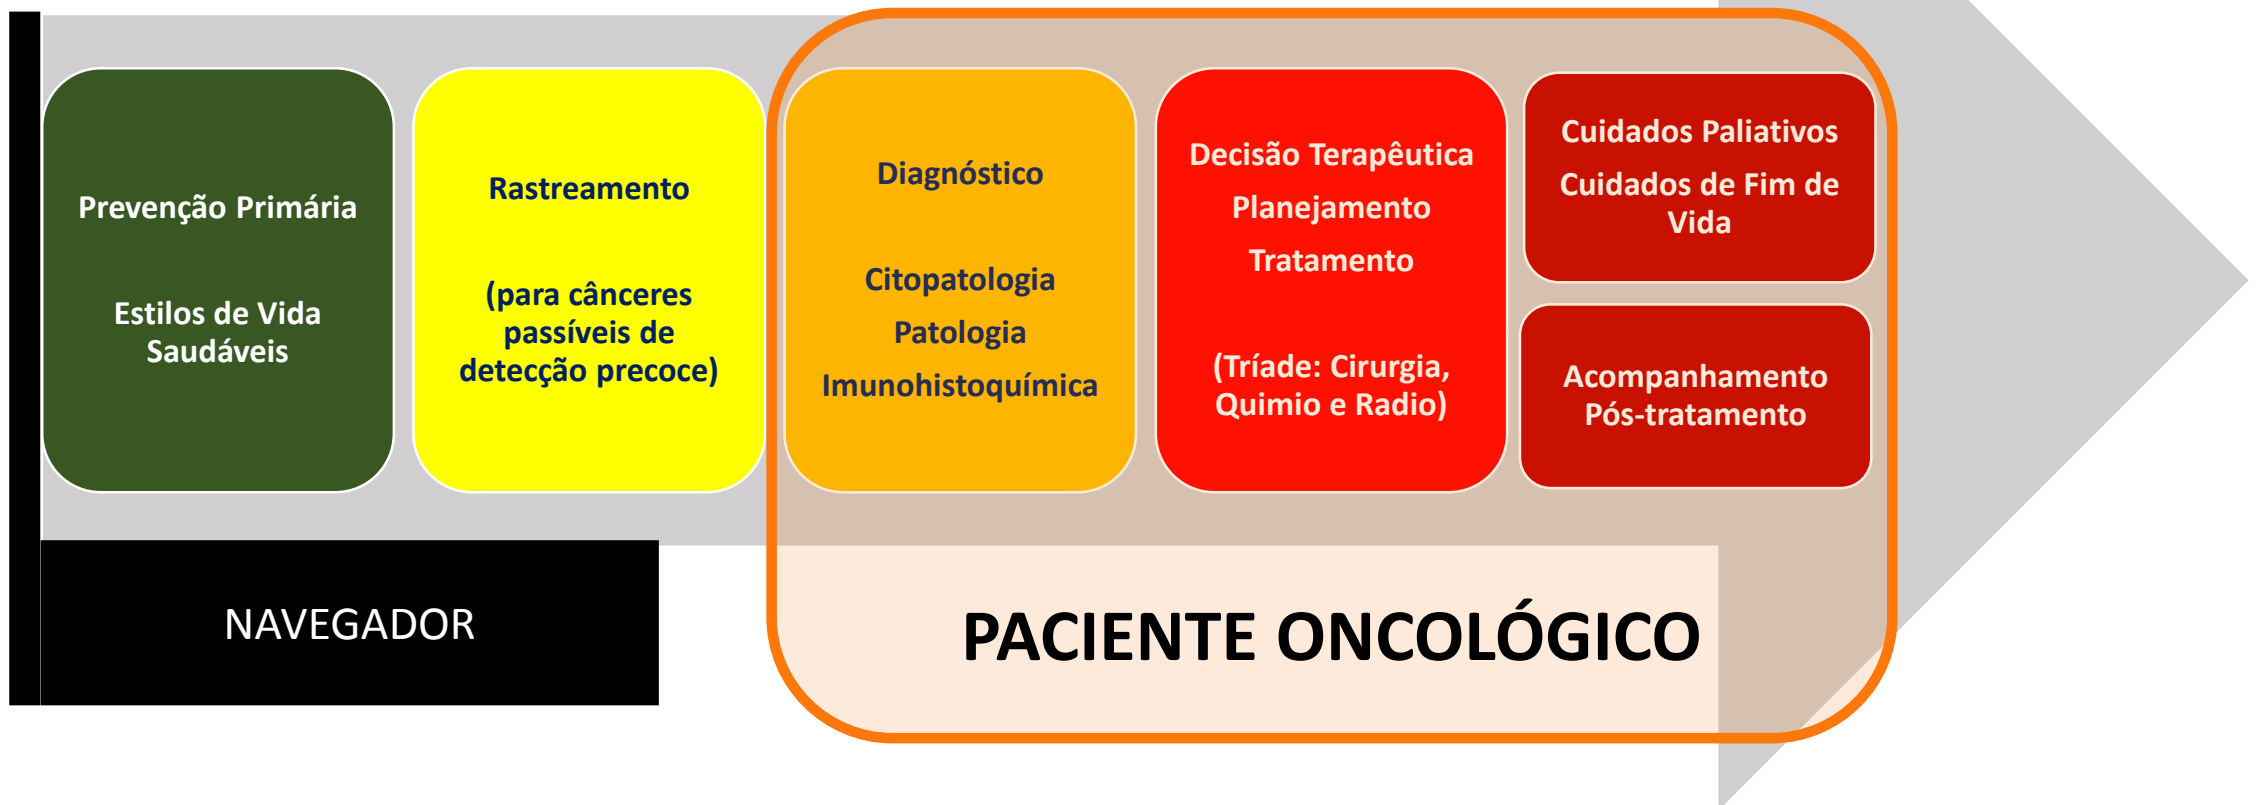 Prevenção Primária
Estilos de Vida
Saudáveis
Rastreamento
(para cânceres
passíveis de
detecção precoce)
Diagnóstico
Citopatologia
Patologia
Imunohistoquímica
Decisão Terapêutica
Planejamento
Tratamento
(Tríade: Cirurgia,
Quimio e Radio)
Cuidados Paliativos
Cuidados de Fim de
Vida
Acompanhamento
Pós-tratamento
NAVEGADOR
PACIENTE ONCOLÓGICO